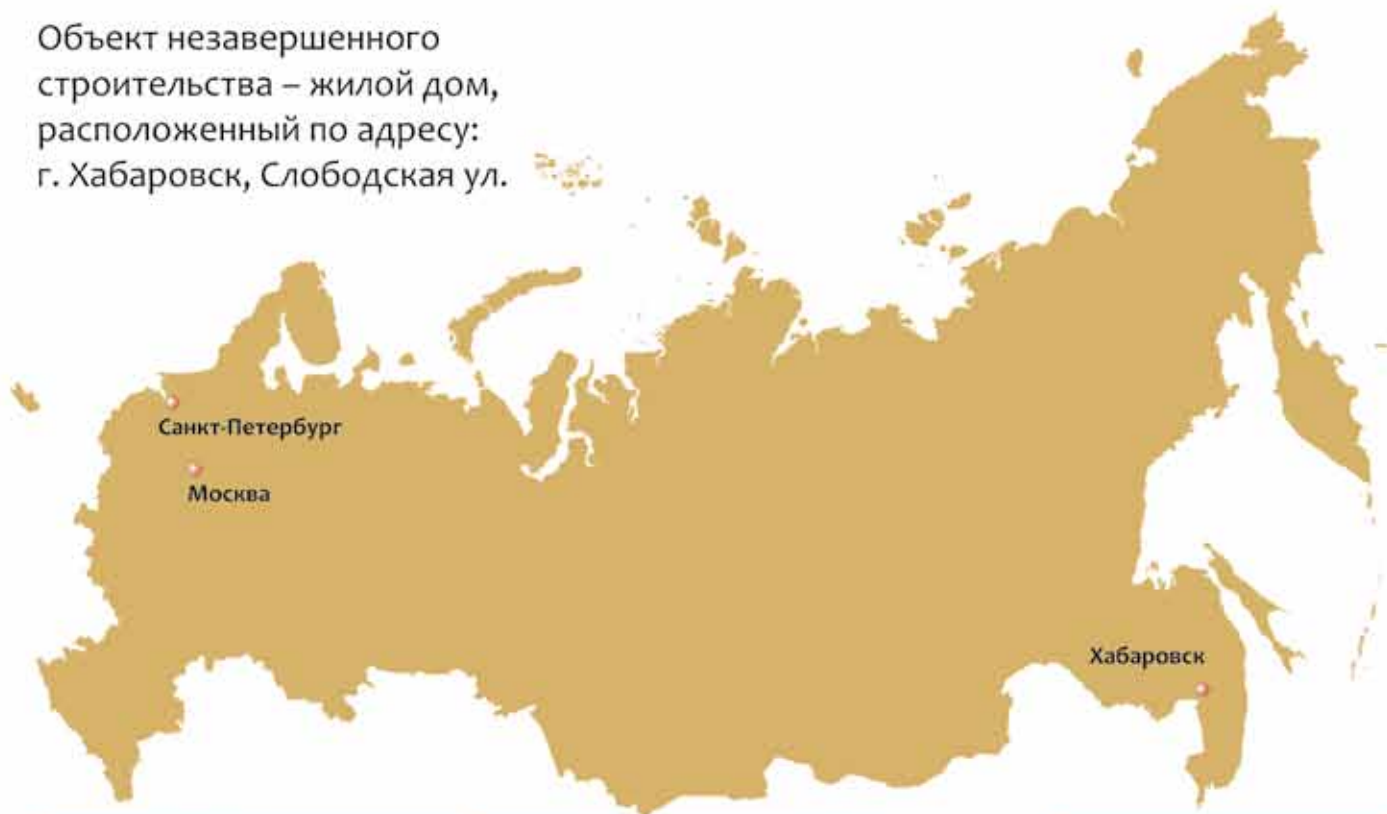 Объект незавершенного
строительства – жилой дом,
расположенный по адресу:
г. Хабаровск, Слободская ул.
Санкт-Петербург
Москва
Хабаровск